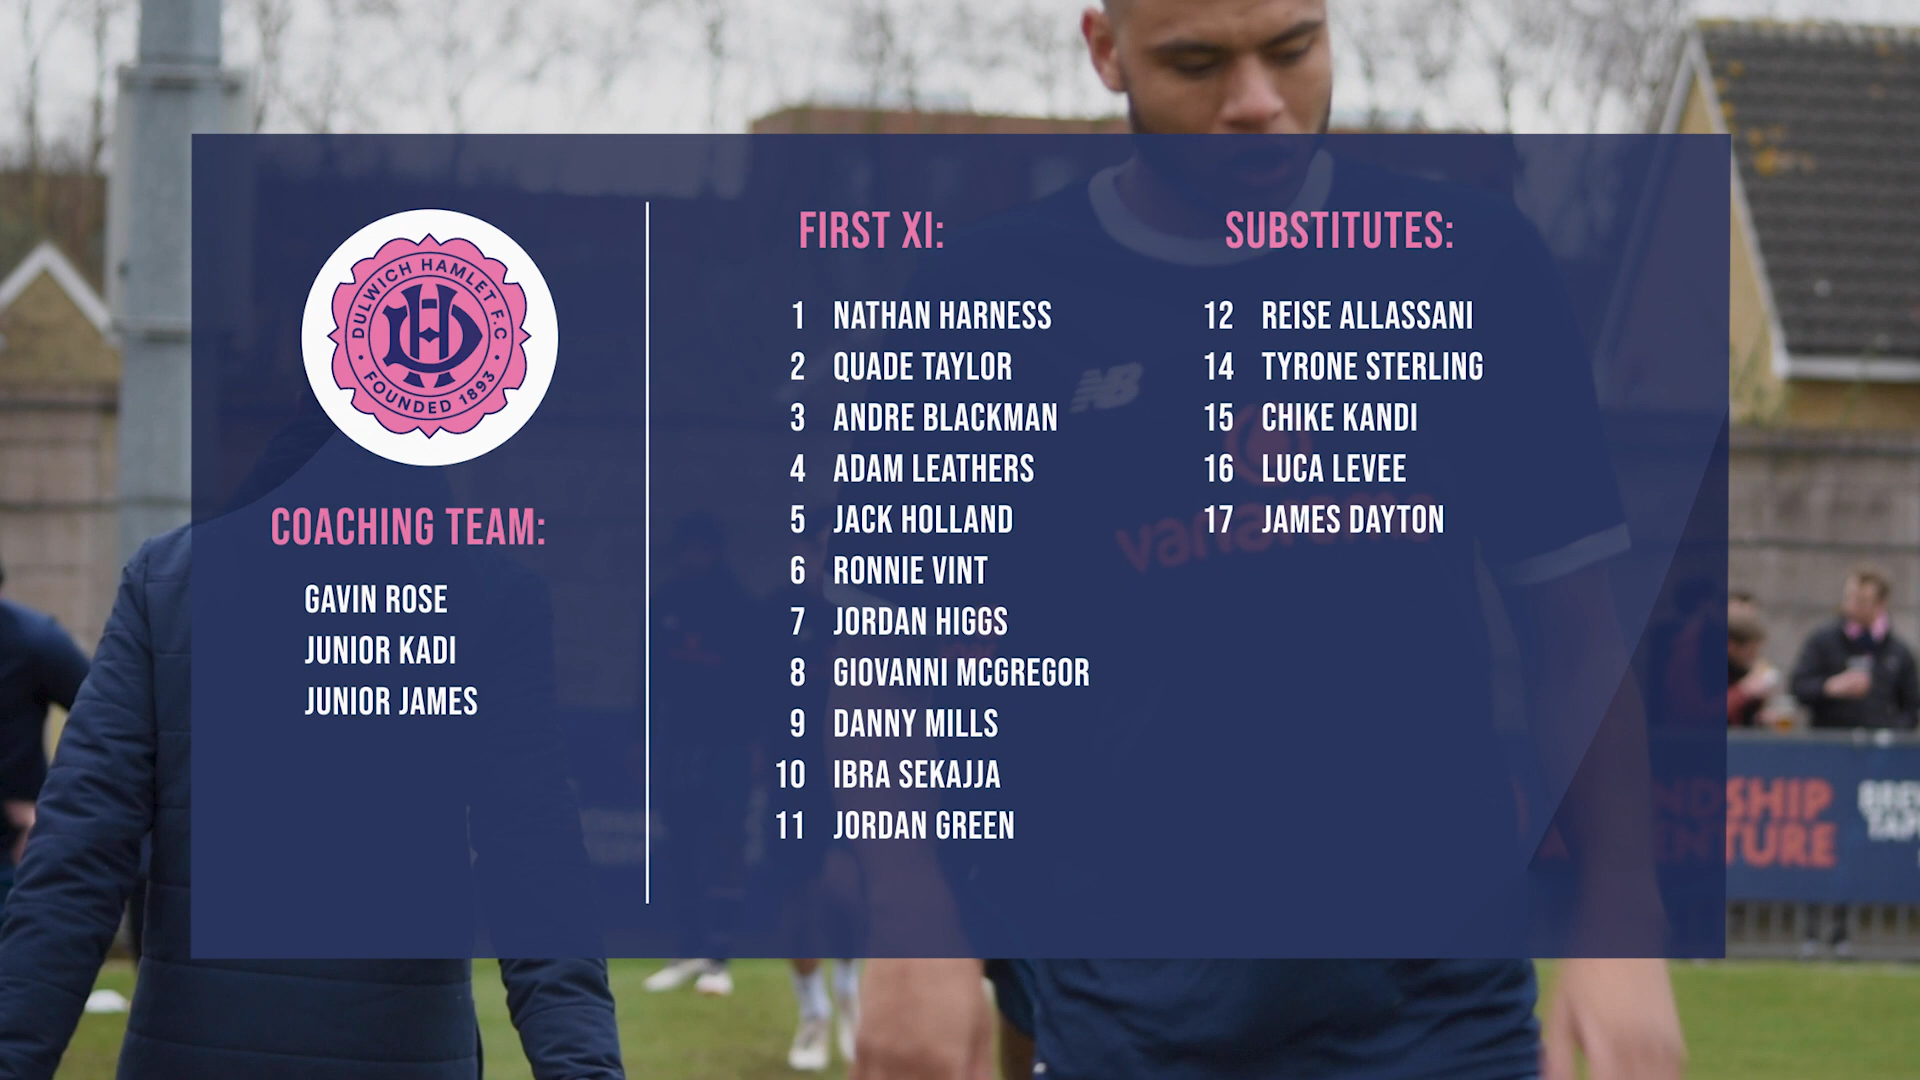 DULWICH HAMLET F.C
FOUNDED 1893
COACHING TEAM:
GAVIN ROSE
JUNIOR KADI
JUNIOR JAMES
FIRST XI:
1 NATHAN HARNESS
2 QUADE TAYLOR
3 ANDRE BLACKMAN
4 ADAM LEATHERS
5 JACK HOLLAND
6 RONNIE VINT
7 JORDAN HIGGS
8 GIOVANNI MCGREGOR
9 DANNY MILLS
10 IBRA SEKAJJA
11 JORDAN GREEN
SUBSTITUTES:
12 REISE ALLASSANI
14 TYRONE STERLING
15 CHIKE KANDI
16 LUCA LEVEE
17 JAMES DAYTON
NB
vanarama